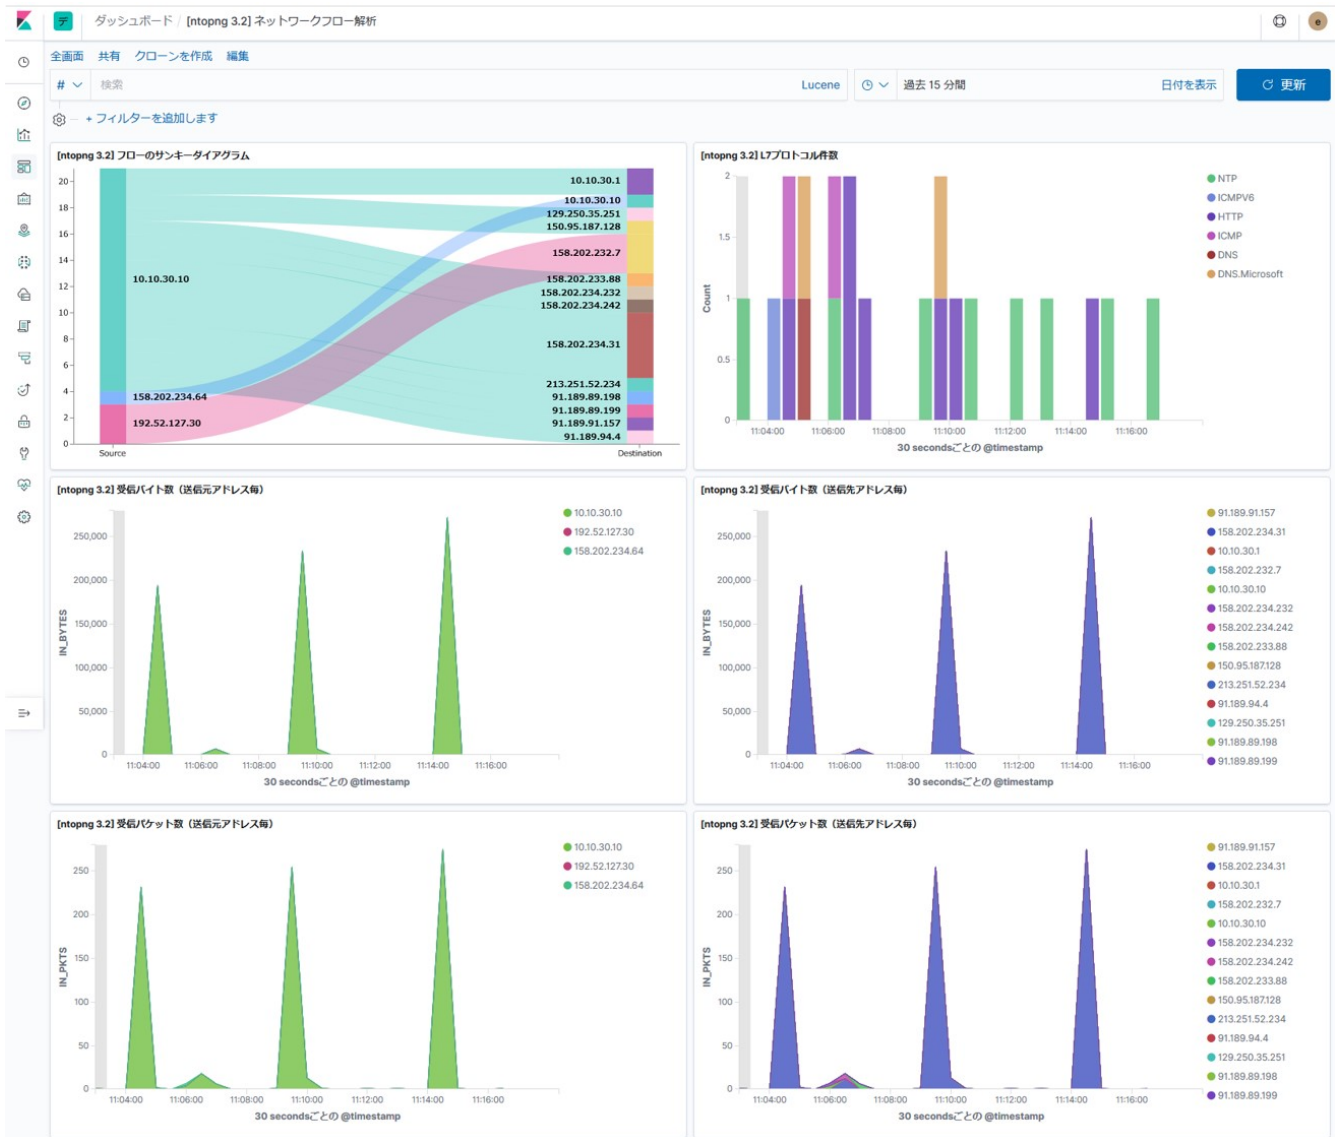 デ ダッシュボード / [ntopng 3.2] ネットワークフロー解析 e
全画面 共有 クローンを作成 編集
# 検索 Lucene 過去 15 分間 日付を表示 更新
+ フィルターを追加します
[ntopng 3.2] フローのサンキーダイアグラム
20
18
16
14
12
10
8
6
4
2
0
10.10.30.10
158.202.234.64
192.52.127.30
10.10.30.1
10.10.30.10
129.250.35.251
150.95.187.128
158.202.232.7
158.202.233.88
158.202.234.232
158.202.234.242
158.202.234.31
213.251.52.234
91.189.89.198
91.189.89.199
91.189.91.157
91.189.94.4
Source Destination
[ntopng 3.2] L7プロトコル件数
2
1.5
1
0.5
0
Count
11:04:00 11:06:00 11:08:00 11:10:00 11:12:00 11:14:00 11:16:00
30 secondsごとの @timestamp
NTP
ICMPV6
HTTP
ICMP
DNS
DNS.Microsoft
[ntopng 3.2] 受信バイト数（送信元アドレス毎）
250,000
200,000
150,000
100,000
50,000
0
IN_BYTES
11:04:00 11:06:00 11:08:00 11:10:00 11:12:00 11:14:00 11:16:00
30 secondsごとの @timestamp
10.10.30.10
192.52.127.30
158.202.234.64
[ntopng 3.2] 受信バイト数（送信先アドレス毎）
250,000
200,000
150,000
100,000
50,000
0
IN_BYTES
11:04:00 11:06:00 11:08:00 11:10:00 11:12:00 11:14:00 11:16:00
30 secondsごとの @timestamp
91.189.91.157
158.202.234.31
10.10.30.1
158.202.232.7
10.10.30.10
158.202.234.232
158.202.234.242
158.202.233.88
150.95.187.128
213.251.52.234
91.189.94.4
129.250.35.251
91.189.89.198
91.189.89.199
[ntopng 3.2] 受信パケット数（送信元アドレス毎）
250
200
150
100
50
0
IN_PKTS
11:04:00 11:06:00 11:08:00 11:10:00 11:12:00 11:14:00 11:16:00
30 secondsごとの @timestamp
10.10.30.10
192.52.127.30
158.202.234.64
[ntopng 3.2] 受信パケット数（送信先アドレス毎）
250
200
150
100
50
0
IN_PKTS
11:04:00 11:06:00 11:08:00 11:10:00 11:12:00 11:14:00 11:16:00
30 secondsごとの @timestamp
91.189.91.157
158.202.234.31
10.10.30.1
158.202.232.7
10.10.30.10
158.202.234.232
158.202.234.242
158.202.233.88
150.95.187.128
213.251.52.234
91.189.94.4
129.250.35.251
91.189.89.198
91.189.89.199